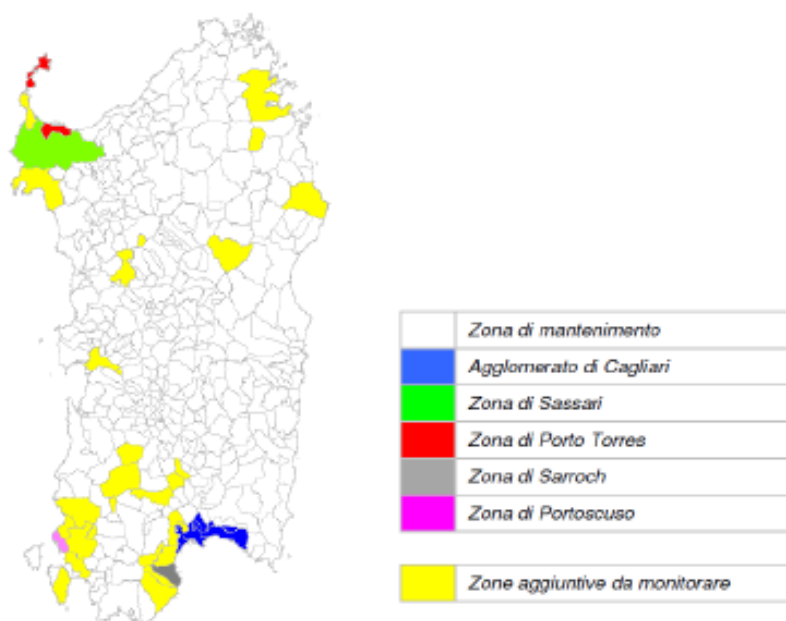 Zona di mantenimento
Agglomerato di Cagliari
Zona di Sassari
Zona di Porto Torres
Zona di Sarroch
Zona di Portoscuso
Zone aggiuntive da monitorare